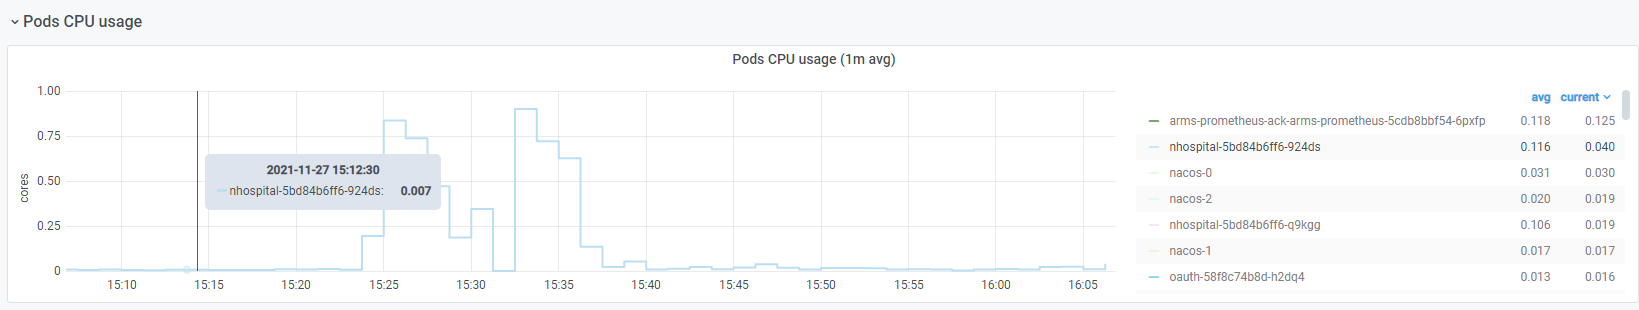 Pods CPU usage
Pods CPU usage (1m avg)
cores
1.00
0.75
0.50
0.25
0
15:10 15:15 15:20 15:25 15:30 15:35 15:40 15:45 15:50 15:55 16:00 16:05
2021-11-27 15:12:30
nhospital-5bd84b6ff6-924ds: 0.007
avg current
arms-prometheus-ack-arms-prometheus-5cdb8bbf54-6pxfp 0.118 0.125
nhospital-5bd84b6ff6-924ds 0.116 0.040
nacos-0 0.031 0.030
nacos-2 0.020 0.019
nhospital-5bd84b6ff6-q9kgg 0.106 0.019
nacos-1 0.017 0.017
oauth-58f8c74b8d-h2dq4 0.013 0.016